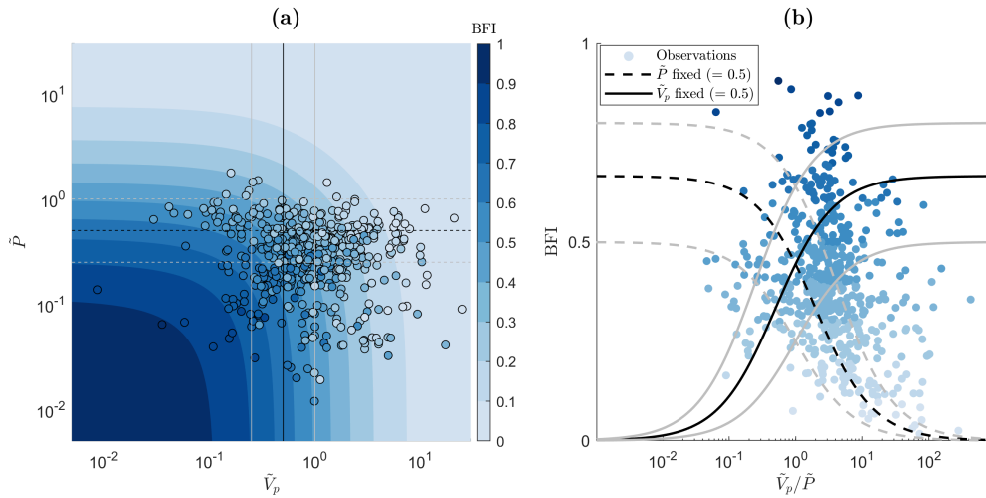 (a)
(b)
BFI
1
0.9
0.8
0.7
0.6
0.5
0.4
0.3
0.2
0.1
0
10¹
10⁰
10⁻¹
10⁻²
P̃
10⁻² 10⁻¹ 10⁰ 10¹
Ṽₚ
1
0.5
0
BFI
Observations
P̃ fixed (= 0.5)
Ṽₚ fixed (= 0.5)
10⁻² 10⁻¹ 10⁰ 10¹ 10²
Ṽₚ/P̃